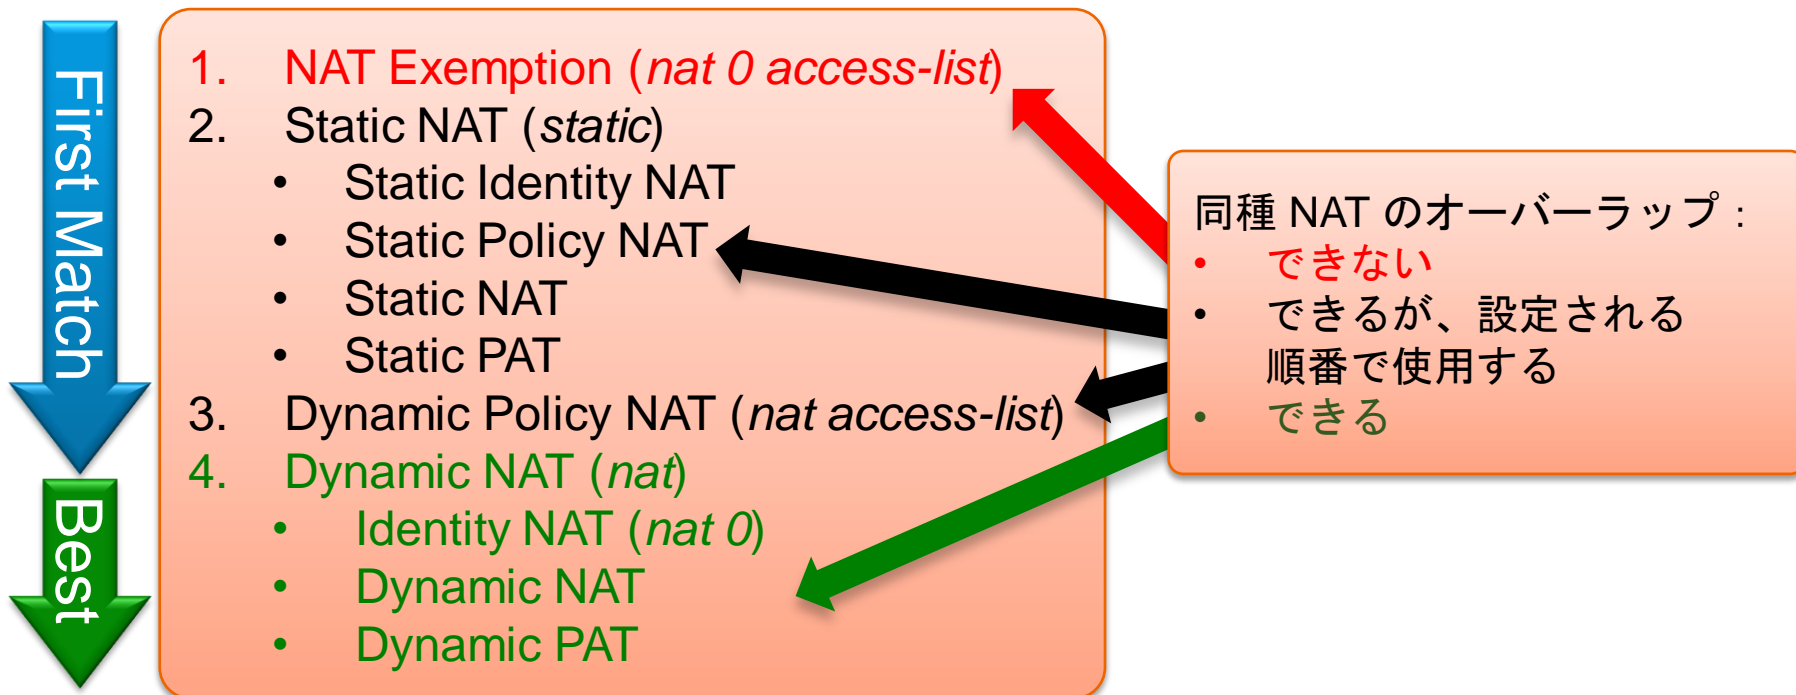 First Match
Best
1. NAT Exemption (nat 0 access-list)
2. Static NAT (static)
• Static Identity NAT
• Static Policy NAT
• Static NAT
• Static PAT
3. Dynamic Policy NAT (nat access-list)
4. Dynamic NAT (nat)
• Identity NAT (nat 0)
• Dynamic NAT
• Dynamic PAT
同種 NAT のオーバーラップ：
• できない
• できるが、設定される
順番で使用する
• できる